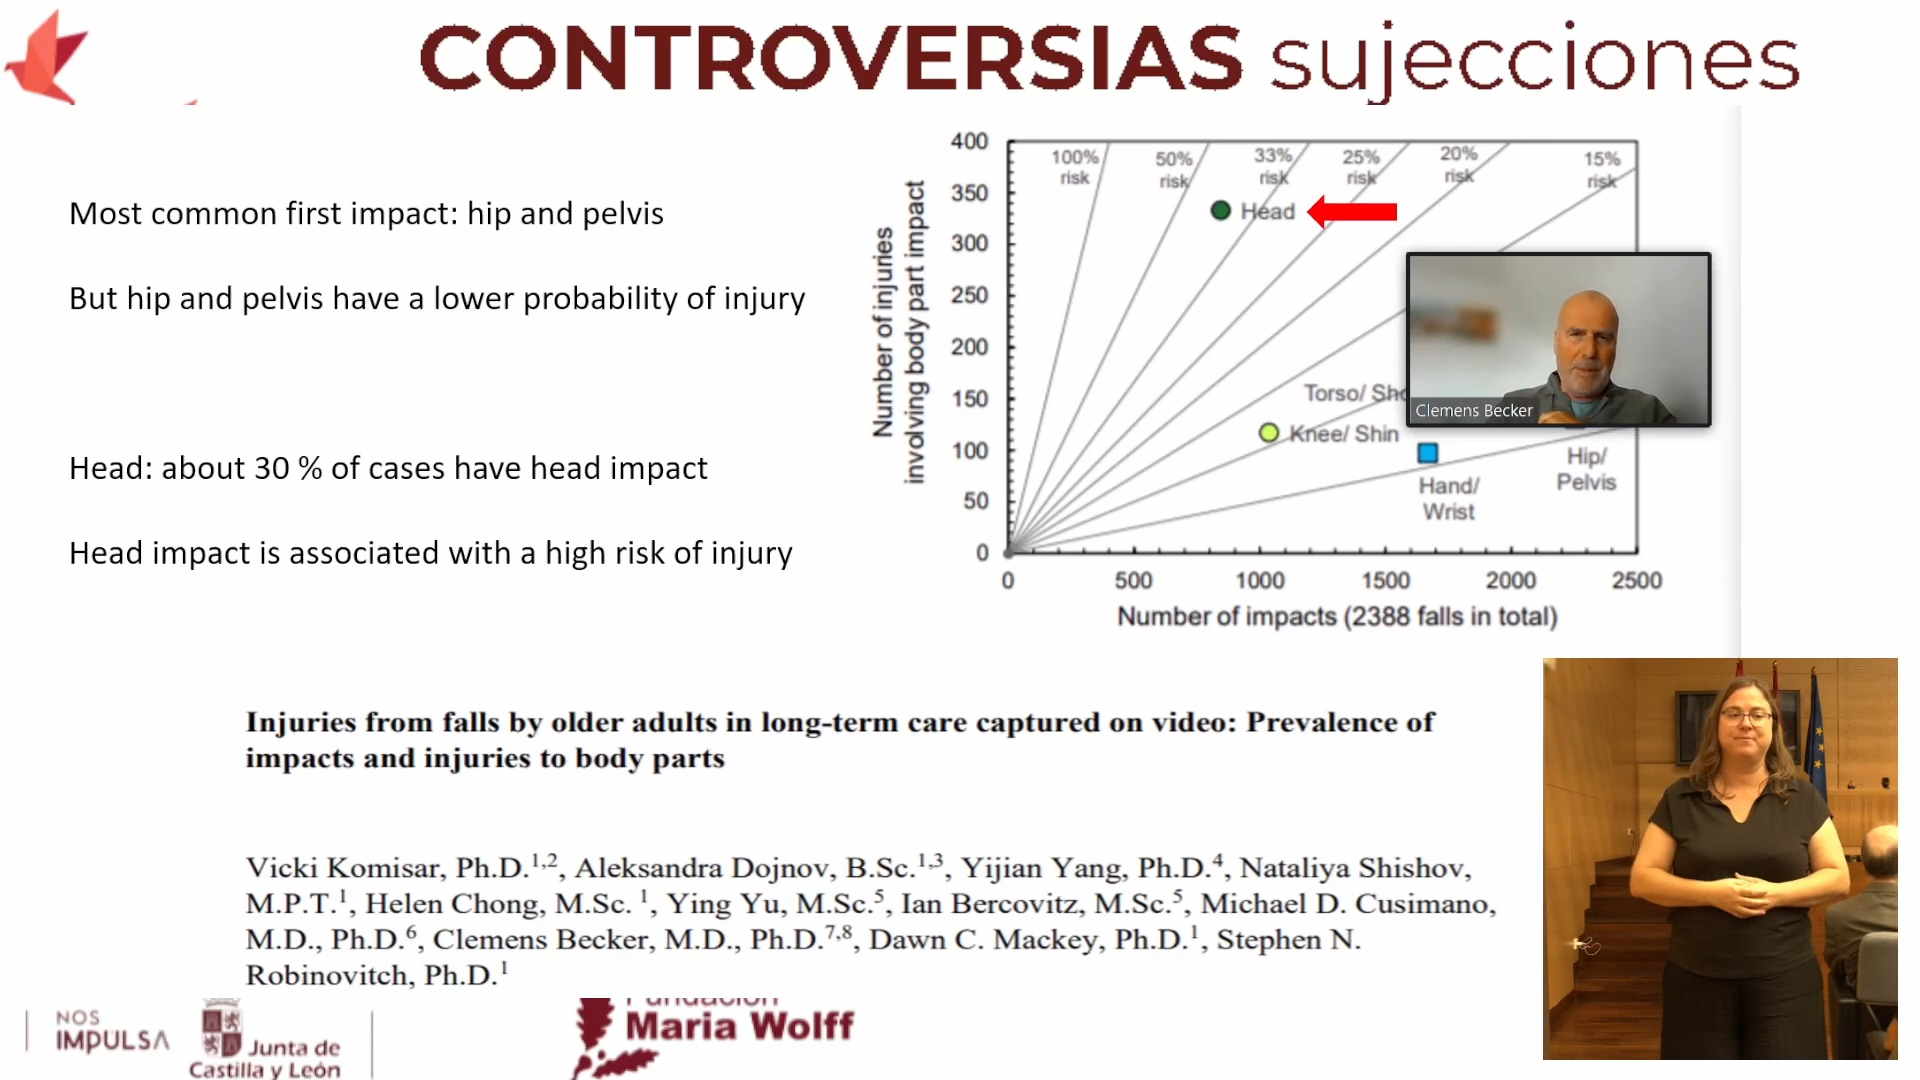 CONTROVERSIAS sujecciones
Most common first impact: hip and pelvis
But hip and pelvis have a lower probability of injury
Head: about 30 % of cases have head impact
Head impact is associated with a high risk of injury
Number of injuries
involving body part impact
400
350
300
250
200
150
100
50
0
100%
risk
50%
risk
33%
risk
25%
risk
20%
risk
15%
risk
Head
Torso/
Knee/ Shin
Hand/
Wrist
Hip/
Pelvis
Clemens Becker
0 500 1000 1500 2000 2500
Number of impacts (2388 falls in total)
Injuries from falls by older adults in long-term care captured on video: Prevalence of
impacts and injuries to body parts
Vicki Komisar, Ph.D.1,2, Aleksandra Dojnov, B.Sc.1,3, Yijian Yang, Ph.D.4, Nataliya Shishov,
M.P.T.1, Helen Chong, M.Sc. 1, Ying Yu, M.Sc.5, Ian Bercovitz, M.Sc.5, Michael D. Cusimano,
M.D., Ph.D.6, Clemens Becker, M.D., Ph.D.7,8, Dawn C. Mackey, Ph.D.1, Stephen N.
Robinovitch, Ph.D.1
NOS
IMPULSA
Junta de
Castilla y León
Fundación
Maria Wolff